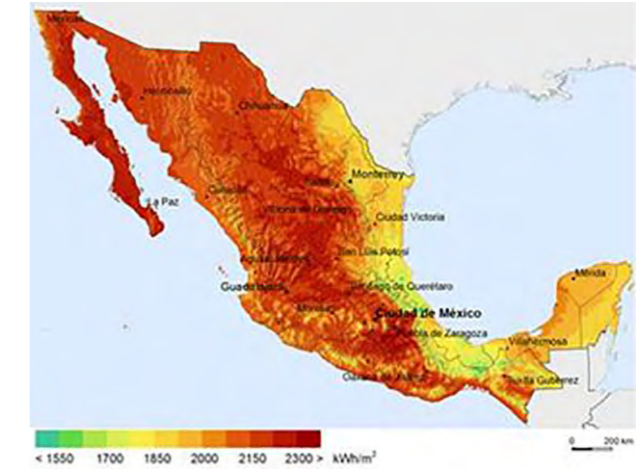 Mexicali
Hermosillo
Chihuahua
Monterrey
Culiacán
La Paz
Victoria de Durango
Ciudad Victoria
San Luis Potosí
Aguascalientes
Mérida
Guadalajara
Santiago de Querétaro
Morelia
Ciudad de México
Puebla de Zaragoza
Villahermosa
Oaxaca de Juárez
Tuxtla Gutiérrez
0 200 km
< 1550 1700 1850 2000 2150 2300 > kWh/m²